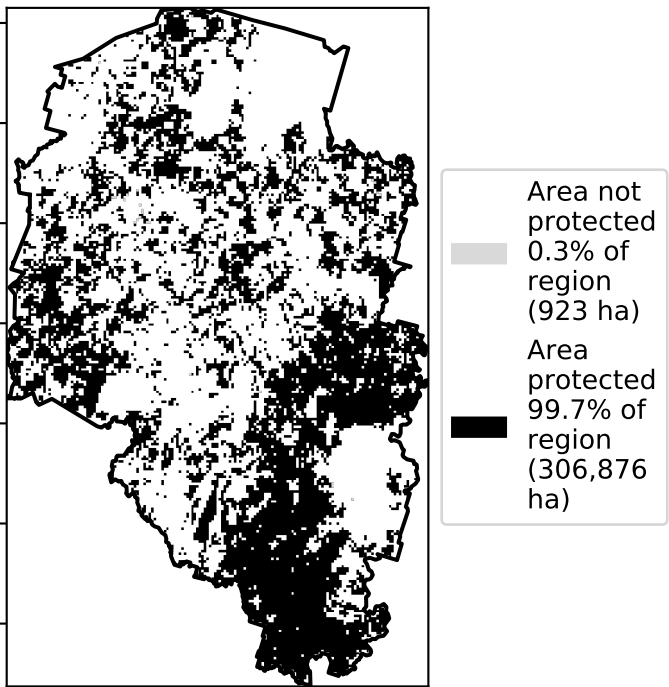 Area not
protected
0.3% of
region
(923 ha)
Area
protected
99.7% of
region
(306,876
ha)